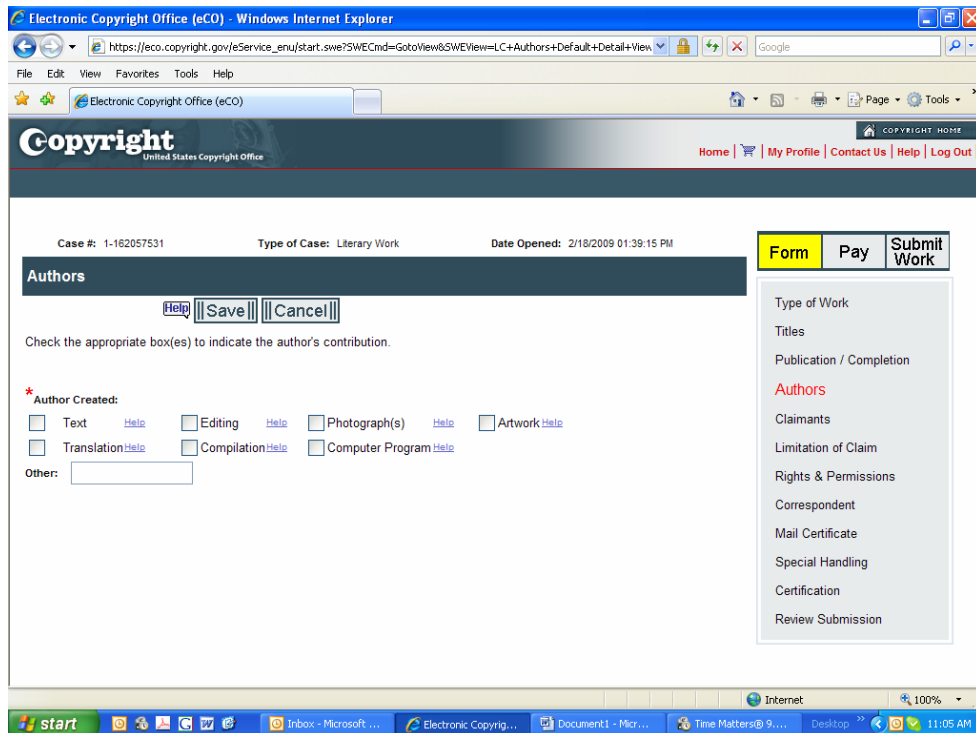 Electronic Copyright Office (eCO) - Windows Internet Explorer
https://eco.copyright.gov/eService_enu/start.swe?SWECmd=GotoView&SWEView=LC+Authors+Default+Detail+View
Google
File Edit View Favorites Tools Help
Electronic Copyright Office (eCO)
Page Tools
Copyright
United States Copyright Office
COPYRIGHT HOME
Home | | My Profile | Contact Us | Help | Log Out
Case #: 1-162057531 Type of Case: Literary Work Date Opened: 2/18/2009 01:39:15 PM
Authors
Help Save Cancel
Check the appropriate box(es) to indicate the author's contribution.
*Author Created:
Text Help Editing Help Photograph(s) Help Artwork Help
Translation Help Compilation Help Computer Program Help
Other:
Form Pay Submit Work
Type of Work
Titles
Publication / Completion
Authors
Claimants
Limitation of Claim
Rights & Permissions
Correspondent
Mail Certificate
Special Handling
Certification
Review Submission
Internet 100%
start Inbox - Microsoft ... Electronic Copyrig... Document1 - Micr... Time Matters® 9.... Desktop » 11:05 AM